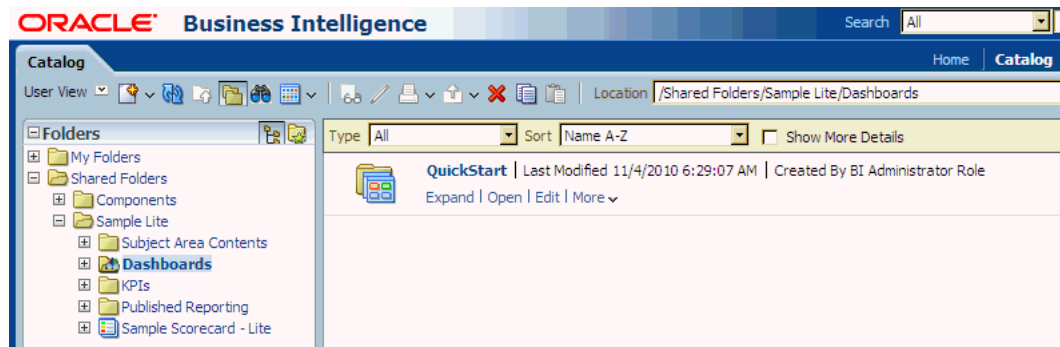 ORACLE Business Intelligence Search All
Catalog Home Catalog
User View Location /Shared Folders/Sample Lite/Dashboards
Folders Type All Sort Name A-Z Show More Details
My Folders
Shared Folders
Components
Sample Lite
Subject Area Contents
Dashboards
KPIs
Published Reporting
Sample Scorecard - Lite
QuickStart | Last Modified 11/4/2010 6:29:07 AM | Created By BI Administrator Role
Expand | Open | Edit | More